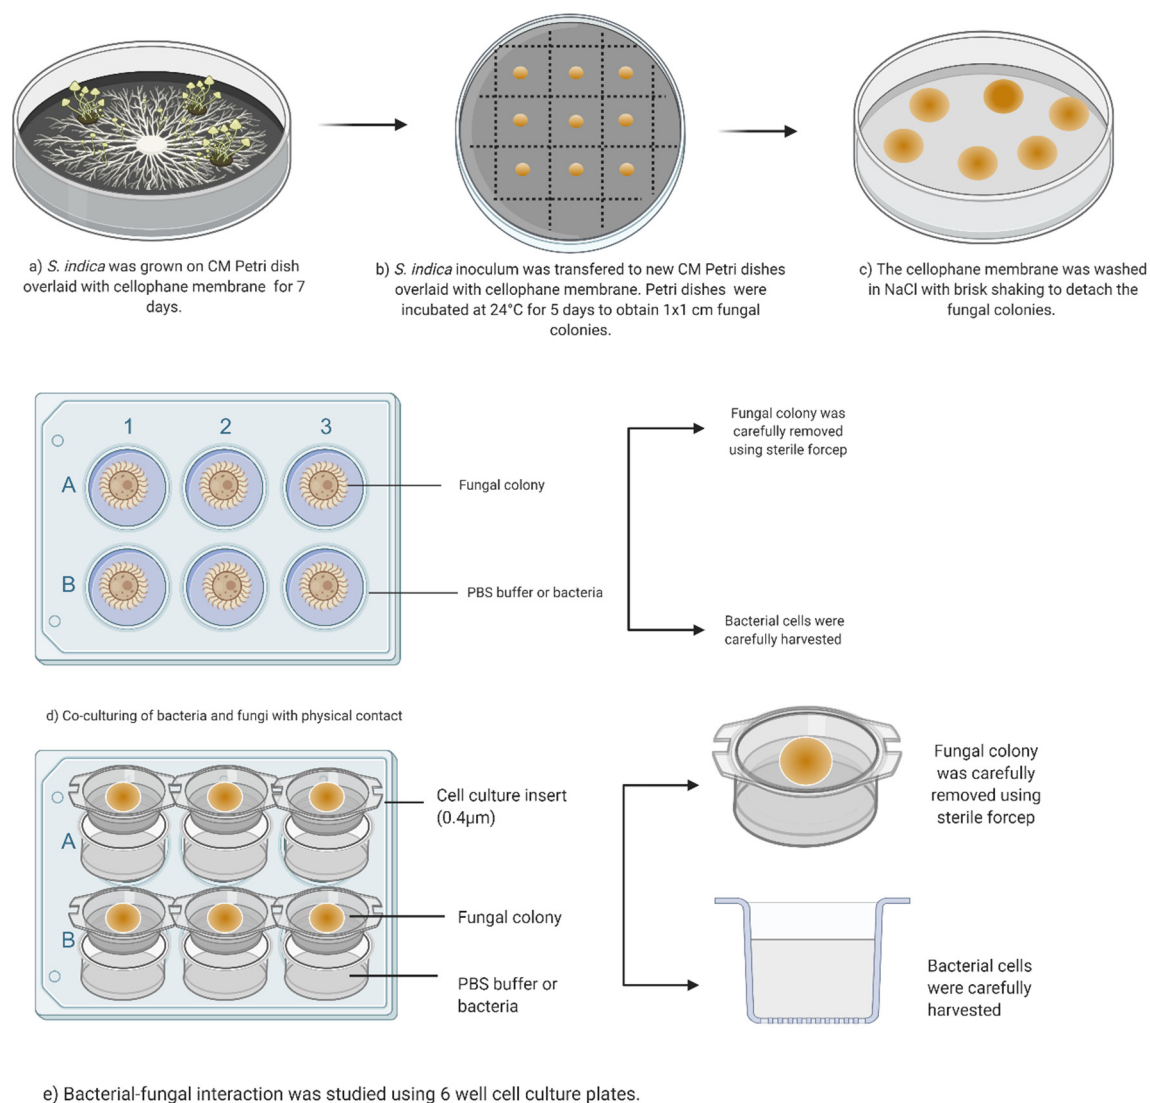 a) S. indica was grown on CM Petri dish
overlaid with cellophane membrane for 7
days.
b) S. indica inoculum was transfered to new CM Petri dishes
overlaid with cellophane membrane. Petri dishes were
incubated at 24°C for 5 days to obtain 1x1 cm fungal
colonies.
c) The cellophane membrane was washed
in NaCl with brisk shaking to detach the
fungal colonies.
1 2 3
A
B
Fungal colony
PBS buffer or bacteria
Fungal colony was
carefully removed
using sterile forcep
Bacterial cells were
carefully harvested
d) Co-culturing of bacteria and fungi with physical contact
A
B
Cell culture insert
(0.4µm)
Fungal colony
PBS buffer or
bacteria
Fungal colony
was carefully
removed using
sterile forcep
Bacterial cells
were carefully
harvested
e) Bacterial-fungal interaction was studied using 6 well cell culture plates.